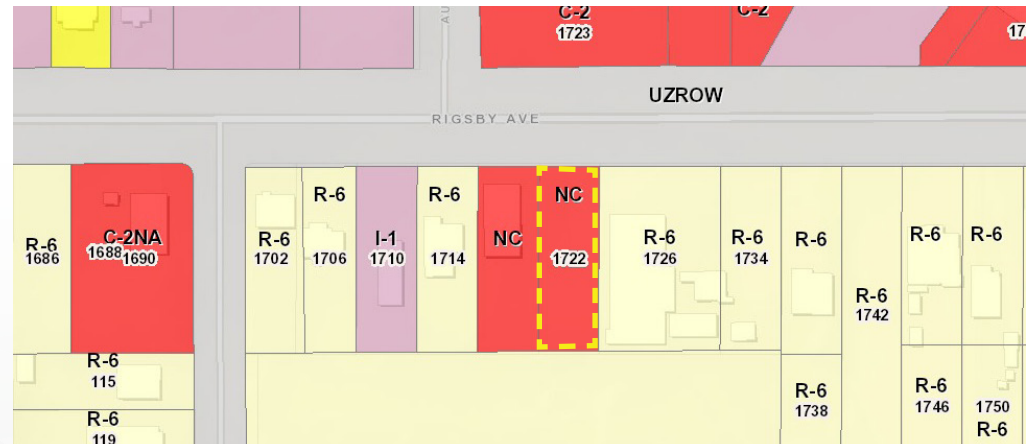 C-2
1723
C-2
17
AU
UZROW
RIGSBY AVE
R-6
1686
C-2NA
1688
1690
R-6
1702
R-6
1706
I-1
1710
R-6
1714
NC
NC
1722
R-6
1726
R-6
1734
R-6
R-6
1742
R-6
R-6
R-6
115
R-6
119
R-6
1738
R-6
1746
1750
R-6